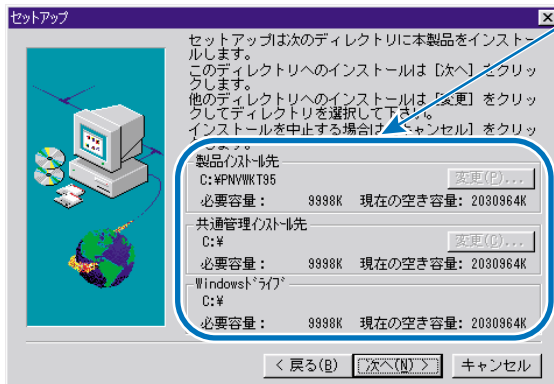 セットアップ
セットアップは次のディレクトリに本製品をインストー
ルします。
このディレクトリへのインストールは [次へ] をクリッ
クします。
他のディレクトリへのインストールは [変更] をクリッ
クしてディレクトリを選択して下さい。
インストールを中止する場合は [キャンセル] をクリッ
製品インストール先
C:¥PNYWKT95
変更(P)...
必要容量: 9998K 現在の空き容量: 2030964K
共通管理インストール先
C:¥
変更(D)...
必要容量: 9998K 現在の空き容量: 2030964K
Windowsドライブ
C:¥
必要容量: 9998K 現在の空き容量: 2030964K
< 戻る(B) 次へ(N) > キャンセル